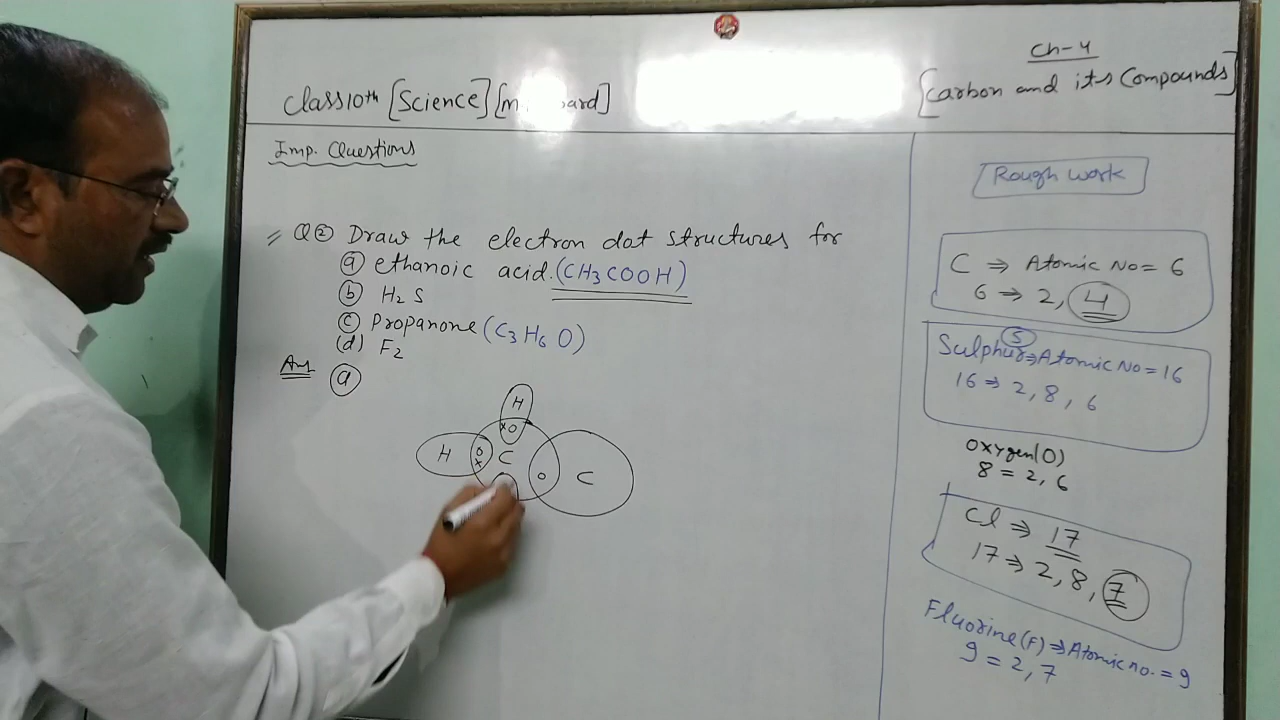 Class 10th [Science] [m ard]
Ch-4
[Carbon and its Compounds]
Imp. Questions
Q② Draw the electron dot structures for
ⓐ ethanoic acid. (CH3COOH)
ⓑ H2S
ⓒ Propanone (C3H6O)
(d) F2
Ans ⓐ
H
x o
H o x C o C
Rough work
C ⇒ Atomic No = 6
6 ⇒ 2, 4
S
Sulphur ⇒ Atomic No = 16
16 ⇒ 2, 8, 6
Oxygen(O)
8 = 2, 6
Cl ⇒ 17
17 ⇒ 2, 8, 7
Fluorine (F) ⇒ Atomic no. = 9
9 = 2, 7